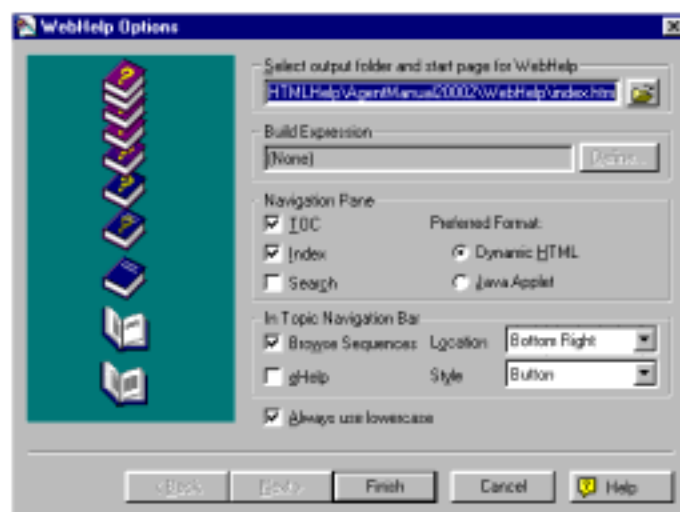 WebHelp Options
Select output folder and start page for WebHelp
HTMLHelp\AgentManual20002\WebHelp\index.htm
Build Expression
(None)
Define...
Navigation Pane
TOC
Preferred Format:
Index
Dynamic HTML
Search
Java Applet
In Topic Navigation Bar
Browse Sequences Location Bottom Right
eHelp Style Button
Always use lowercase
<Back Next> Finish Cancel Help